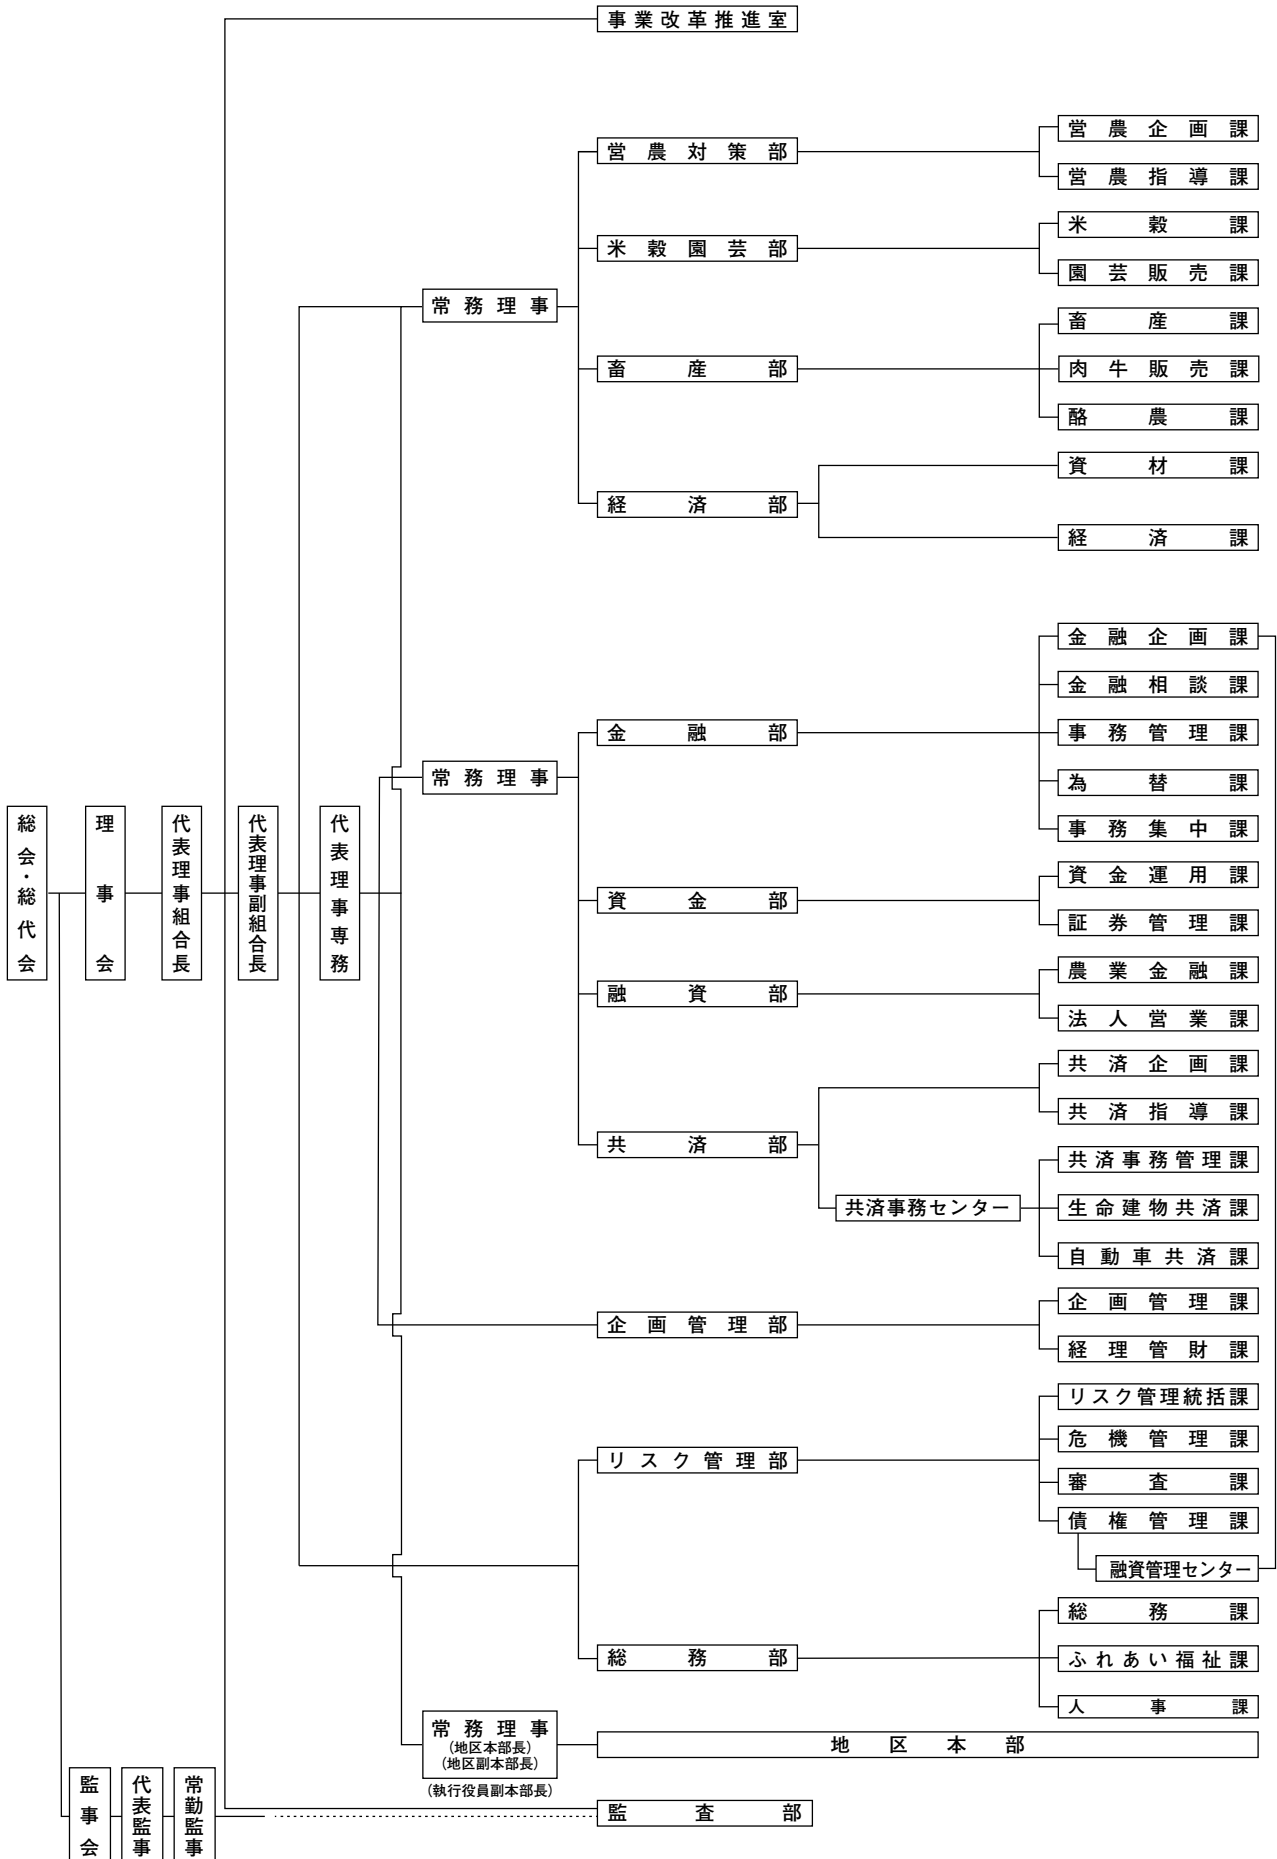 事業改革推進室
営農対策部
営農企画課
営農指導課
米穀園芸部
米穀課
園芸販売課
常務理事
畜産部
畜産課
肉牛販売課
酪農課
経済部
資材課
経済課
常務理事
金融部
金融企画課
金融相談課
事務管理課
為替課
事務集中課
資金部
資金運用課
証券管理課
融資部
農業金融課
法人営業課
共済部
共済企画課
共済指導課
共済事務センター
共済事務管理課
生命建物共済課
自動車共済課
総会・総代会
理事会
代表理事組合長
代表理事副組合長
代表理事専務
企画管理部
企画管理課
経理管財課
リスク管理部
リスク管理統括課
危機管理課
審査課
債権管理課
融資管理センター
総務部
総務課
ふれあい福祉課
人事課
常務理事
(地区本部長)
(地区副本部長)
(執行役員副本部長)
地区本部
監事会
代表監事
常勤監事
監査部